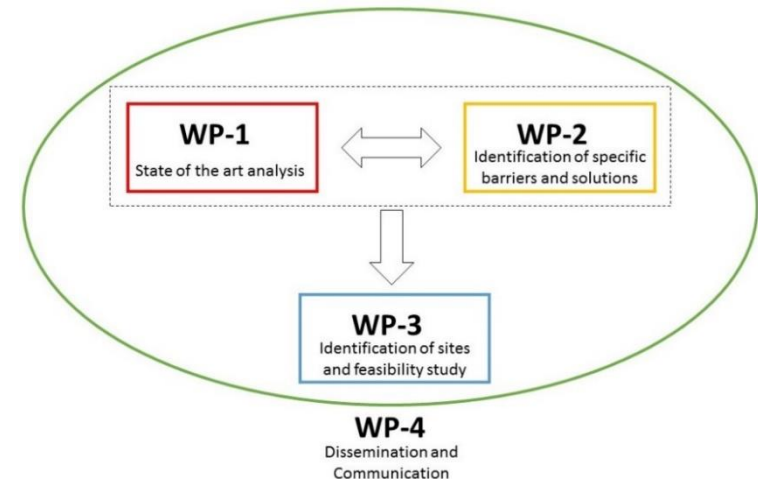 WP-1
State of the art analysis
WP-2
Identification of specific
barriers and solutions
WP-3
Identification of sites
and feasibility study
WP-4
Dissemination and
Communication